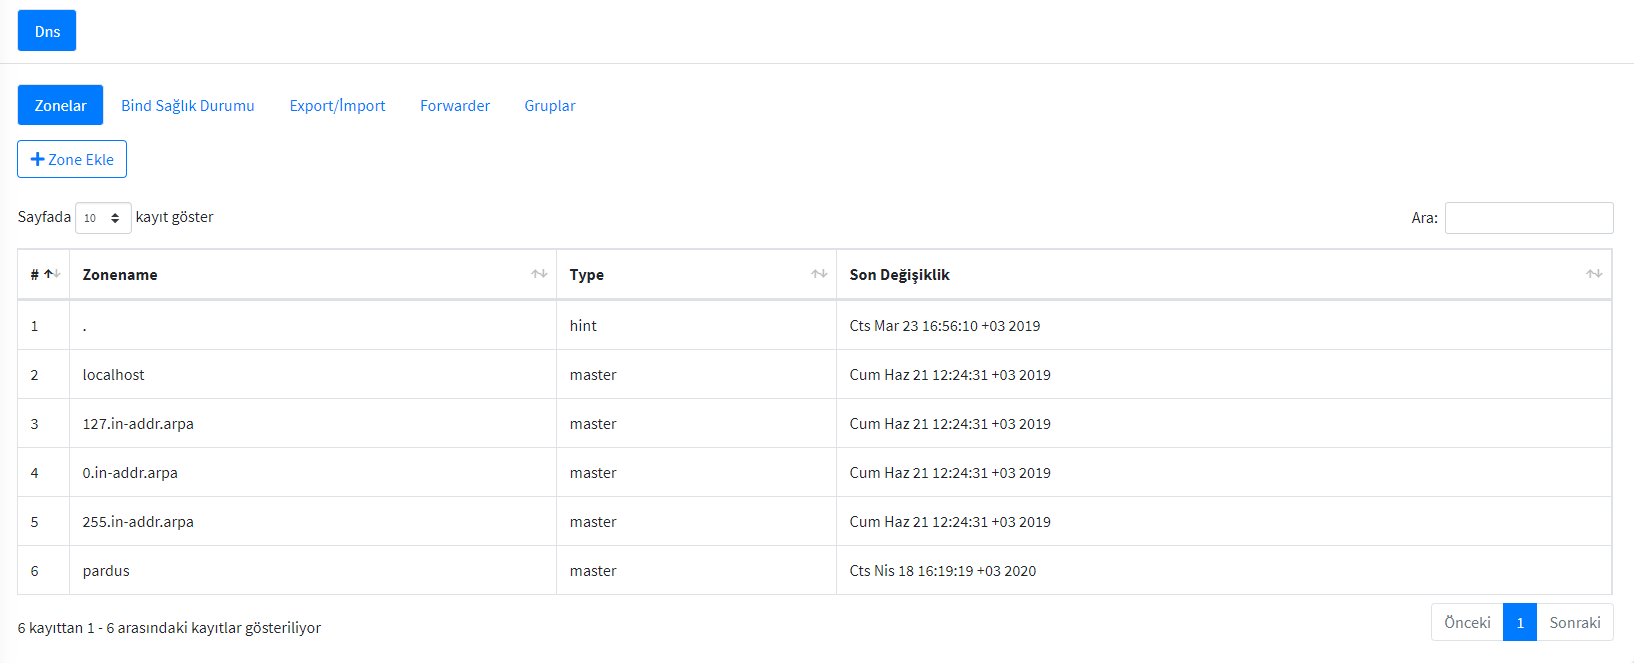 Dns
Zonelar Bind Sağlık Durumu Export/İmport Forwarder Gruplar
Zone Ekle
Sayfada 10 kayıt göster Ara:
# Zonename Type Son Değişiklik
1 . hint Cts Mar 23 16:56:10 +03 2019
2 localhost master Cum Haz 21 12:24:31 +03 2019
3 127.in-addr.arpa master Cum Haz 21 12:24:31 +03 2019
4 0.in-addr.arpa master Cum Haz 21 12:24:31 +03 2019
5 255.in-addr.arpa master Cum Haz 21 12:24:31 +03 2019
6 pardus master Cts Nis 18 16:19:19 +03 2020
6 kayıttan 1 - 6 arasındaki kayıtlar gösteriliyor Önceki 1 Sonraki